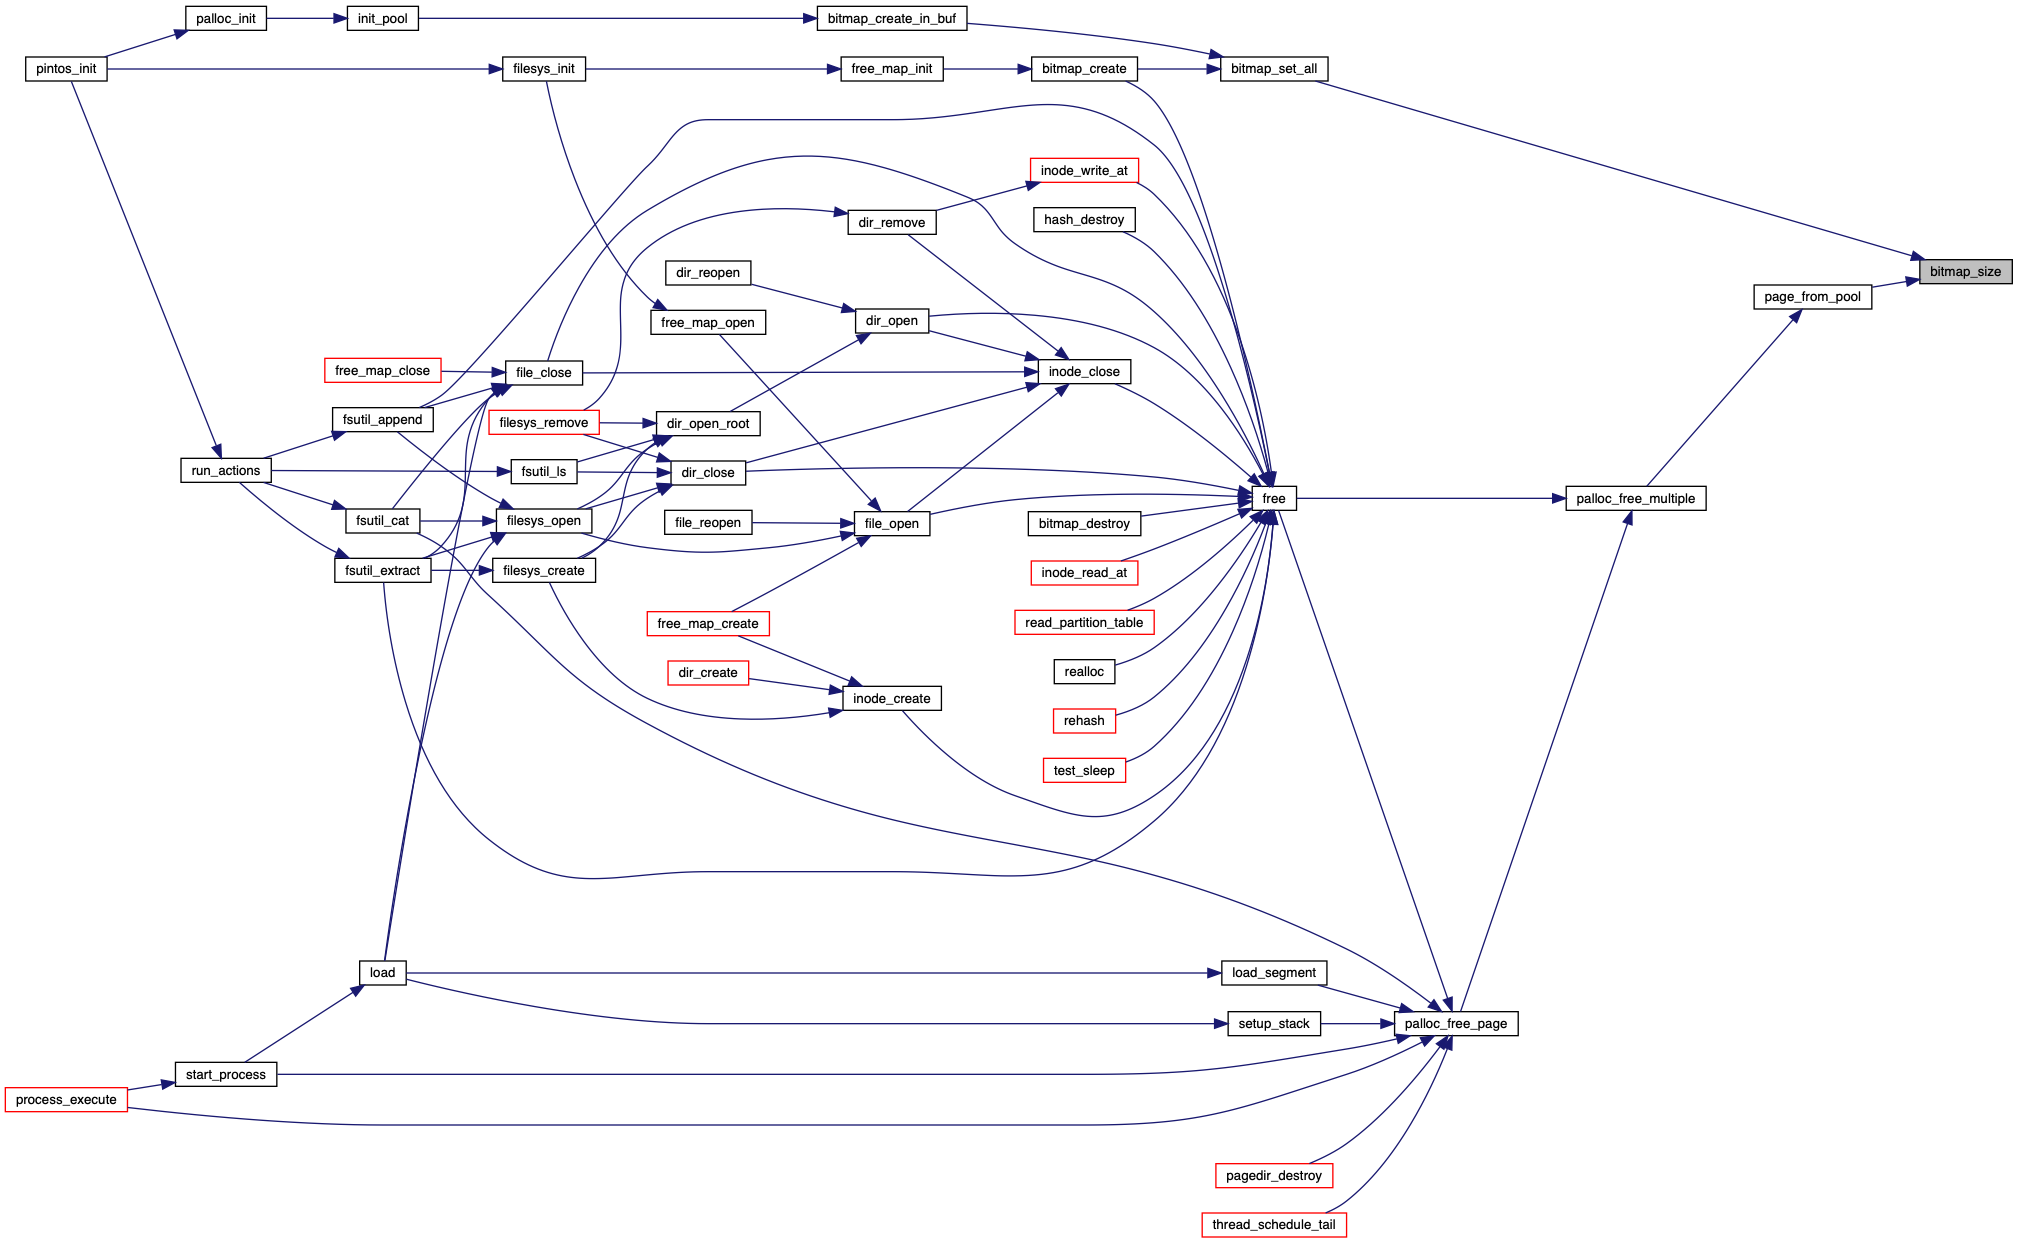 palloc_init
init_pool
bitmap_create_in_buf
pintos_init
filesys_init
free_map_init
bitmap_create
bitmap_set_all
inode_write_at
hash_destroy
dir_remove
dir_reopen
bitmap_size
page_from_pool
free_map_open
dir_open
free_map_close
file_close
inode_close
fsutil_append
filesys_remove
dir_open_root
run_actions
fsutil_ls
dir_close
free
palloc_free_multiple
fsutil_cat
filesys_open
file_reopen
file_open
bitmap_destroy
fsutil_extract
filesys_create
inode_read_at
free_map_create
read_partition_table
dir_create
realloc
inode_create
rehash
test_sleep
load
load_segment
setup_stack
palloc_free_page
start_process
process_execute
pagedir_destroy
thread_schedule_tail